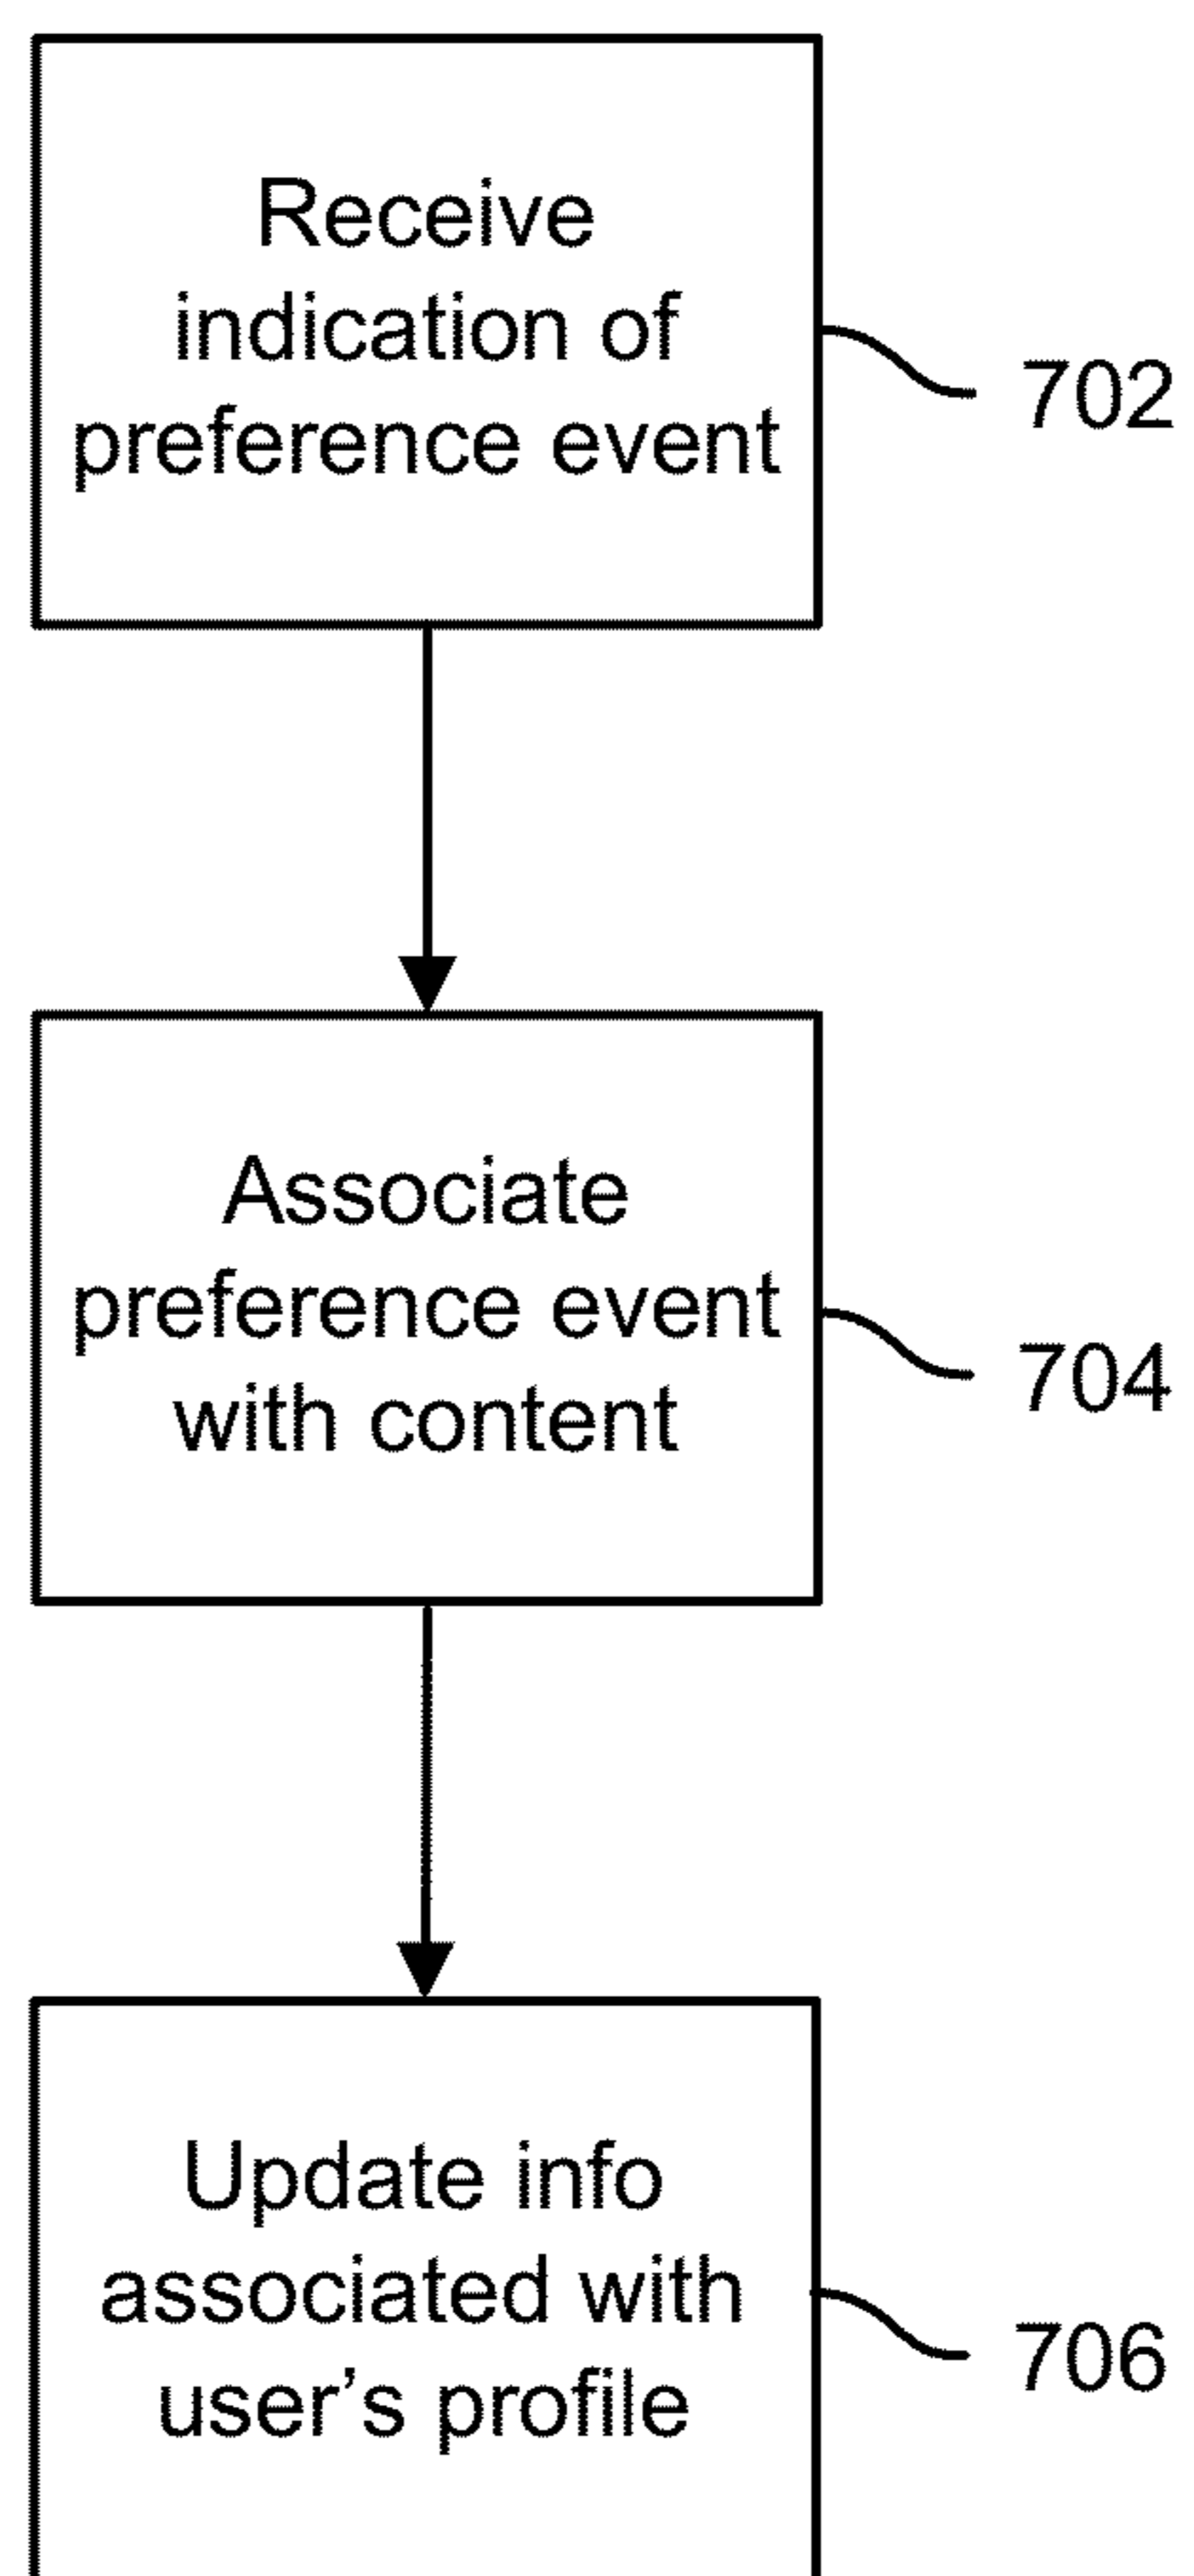 Receive
indication of
preference event
702
Associate
preference event
with content
704
Update info
associated with
user's profile
706